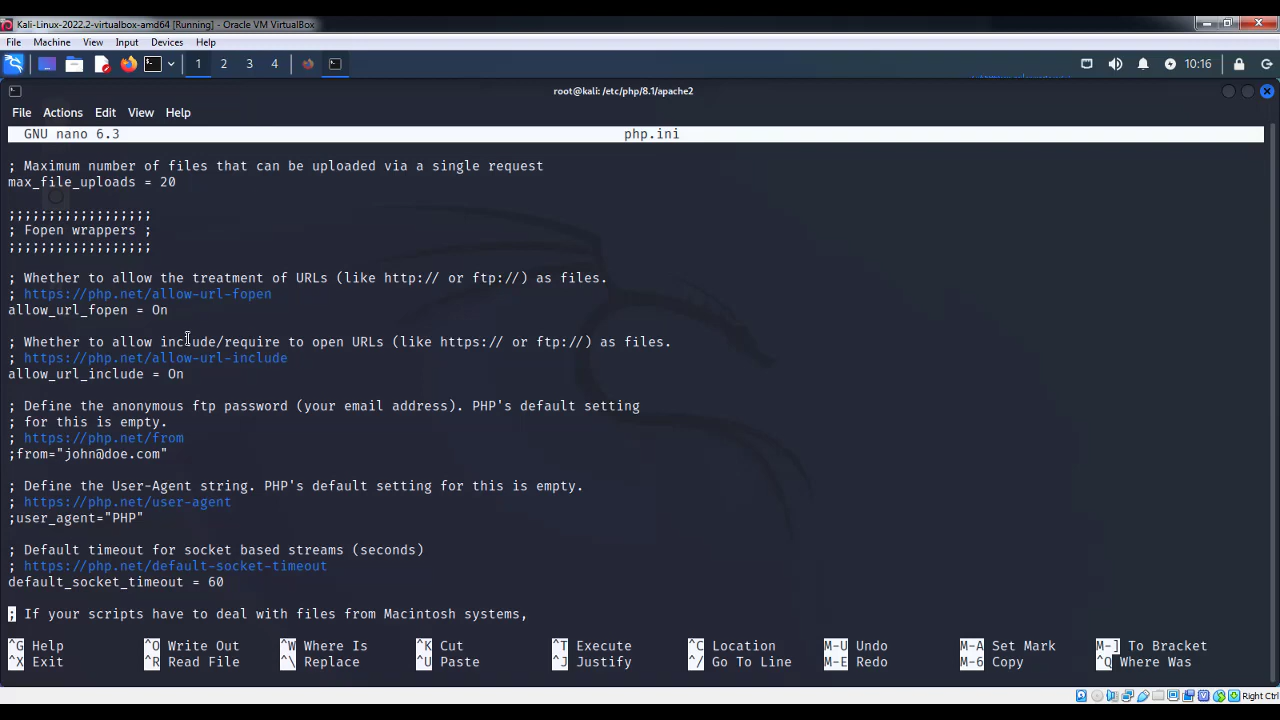 Kali-Linux-2022.2-virtualbox-amd64 [Running] - Oracle VM VirtualBox
File Machine View Input Devices Help
1 2 3 4 10:16
root@kali: /etc/php/8.1/apache2
File Actions Edit View Help
GNU nano 6.3 php.ini
; Maximum number of files that can be uploaded via a single request
max_file_uploads = 20
;;;;;;;;;;;;;;;;;;
; Fopen wrappers ;
;;;;;;;;;;;;;;;;;;
; Whether to allow the treatment of URLs (like http:// or ftp://) as files.
; https://php.net/allow-url-fopen
allow_url_fopen = On
; Whether to allow include/require to open URLs (like https:// or ftp://) as files.
; https://php.net/allow-url-include
allow_url_include = On
; Define the anonymous ftp password (your email address). PHP's default setting
; for this is empty.
; https://php.net/from
;from="john@doe.com"
; Define the User-Agent string. PHP's default setting for this is empty.
; https://php.net/user-agent
;user_agent="PHP"
; Default timeout for socket based streams (seconds)
; https://php.net/default-socket-timeout
default_socket_timeout = 60
; If your scripts have to deal with files from Macintosh systems,
^G Help ^O Write Out ^W Where Is ^K Cut ^T Execute ^C Location M-U Undo M-A Set Mark M-] To Bracket
^X Exit ^R Read File ^\ Replace ^U Paste ^J Justify ^/ Go To Line M-E Redo M-6 Copy ^Q Where Was
Right Ctrl